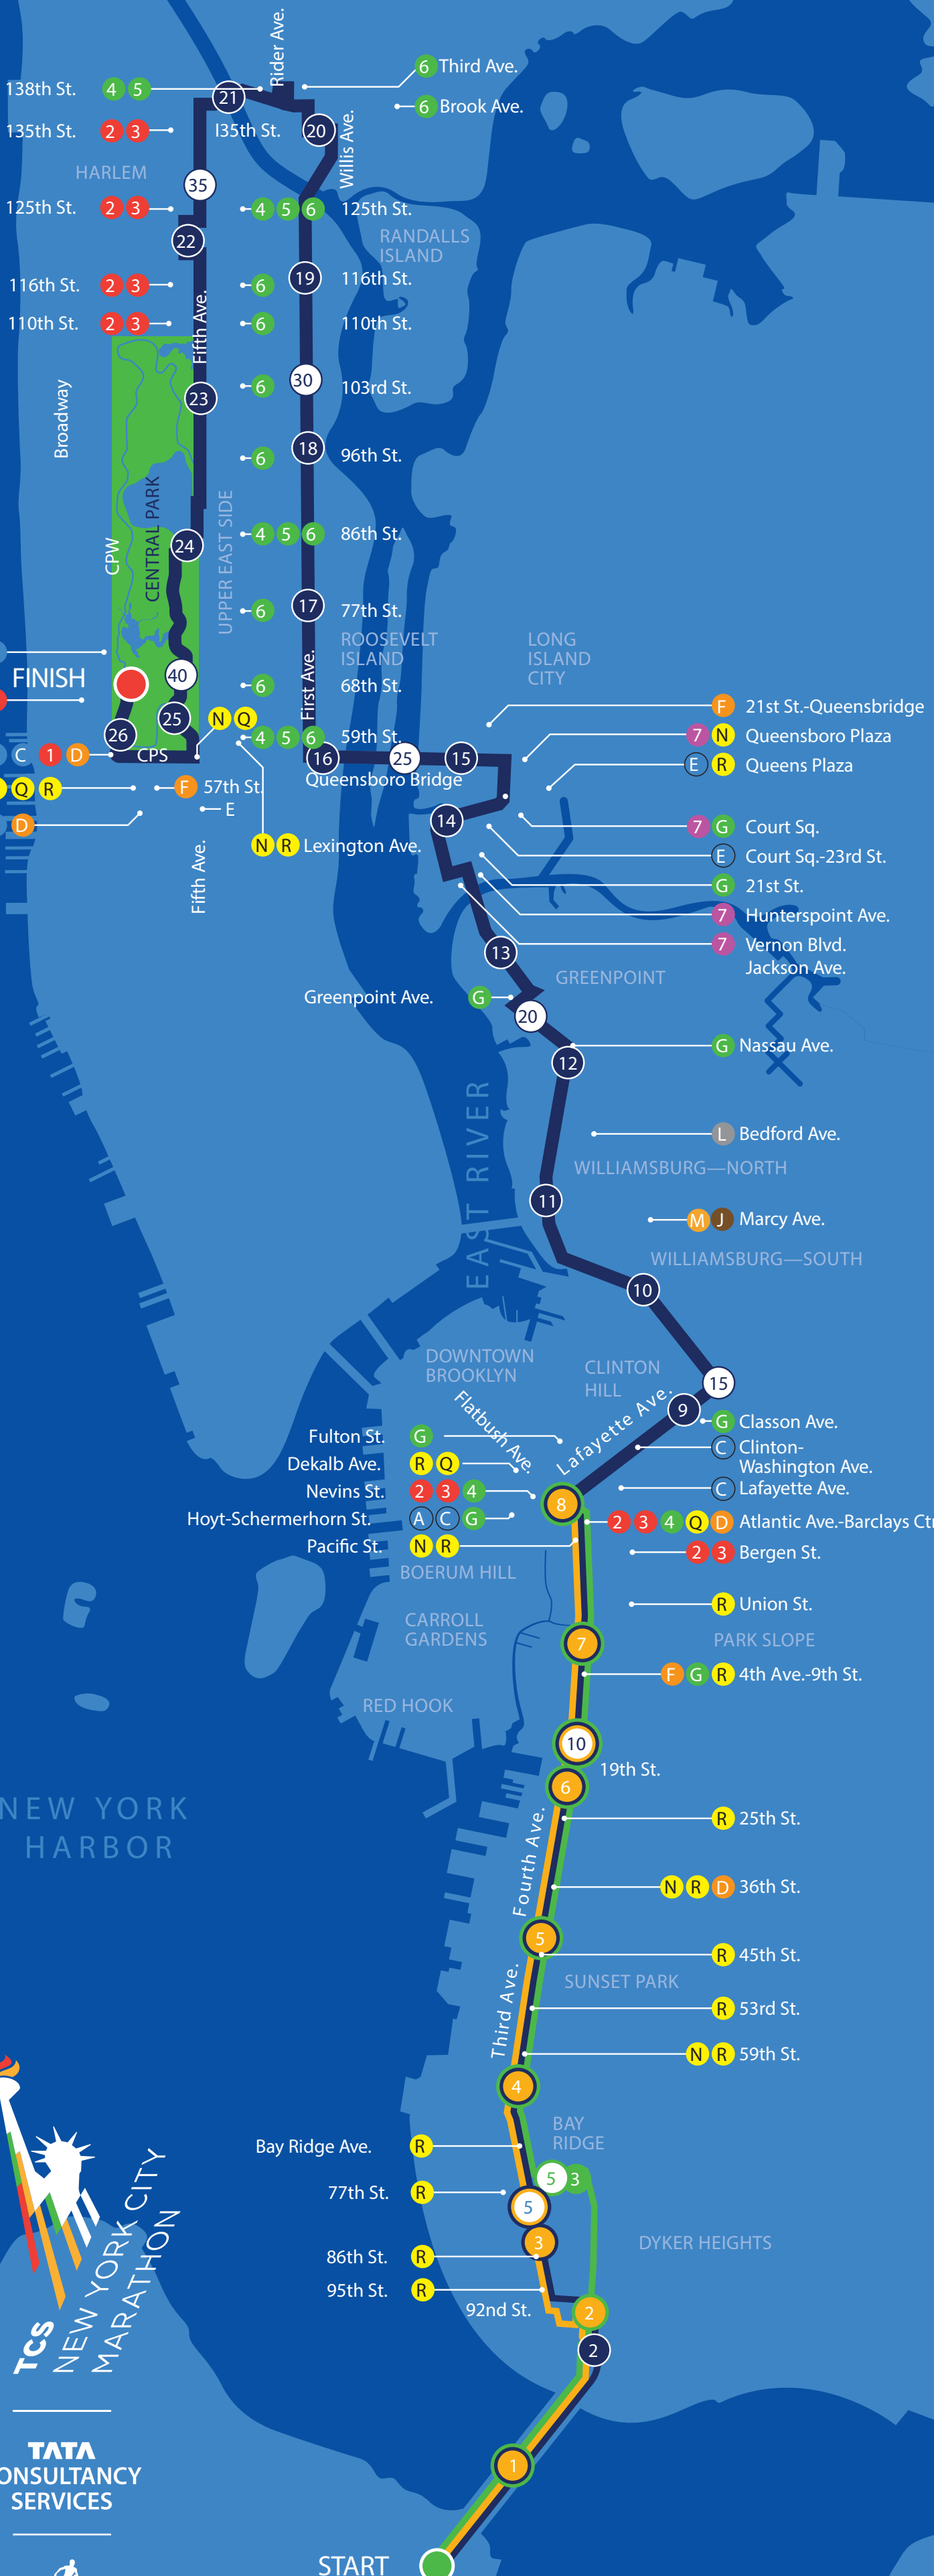 Rider Ave.
6 Third Ave.
138th St. 4 5
21
6 Brook Ave.
135th St. 2 3
I35th St.
20
Willis Ave.
HARLEM
35
125th St. 2 3
4 5 6 125th St.
22
RANDALLS
ISLAND
116th St. 2 3
6
19
116th St.
110th St. 2 3
6
110th St.
Fifth Ave.
30
6
103rd St.
23
Broadway
18
6
96th St.
CENTRAL PARK
UPPER EAST SIDE
4 5 6 86th St.
24
CPW
17
6
77th St.
ROOSEVELT
ISLAND
LONG
ISLAND
CITY
FINISH
40
6
First Ave.
68th St.
F 21st St.-Queensbridge
25
N Q
26
4 5 6 59th St.
7 N Queensboro Plaza
C 1 D
CPS
16
25
15
E R Queens Plaza
Queensboro Bridge
Q R
F 57th St.
E
D
14
7 G Court Sq.
N R Lexington Ave.
E Court Sq.-23rd St.
Fifth Ave.
G 21st St.
7 Hunterspoint Ave.
7 Vernon Blvd.
Jackson Ave.
13
GREENPOINT
Greenpoint Ave. G
20
G Nassau Ave.
12
L Bedford Ave.
EAST RIVER
WILLIAMSBURG—NORTH
11
M J Marcy Ave.
WILLIAMSBURG—SOUTH
10
DOWNTOWN
BROOKLYN
CLINTON
HILL
15
Flatbush Ave.
Lafayette Ave.
9
G Classon Ave.
Fulton St. G
C Clinton-
Washington Ave.
Dekalb Ave. R Q
Nevins St. 2 3 4
C Lafayette Ave.
8
Hoyt-Schermerhorn St. A C G
2 3 4 Q D Atlantic Ave.-Barclays Ctr
Pacific St. N R
2 3 Bergen St.
BOERUM HILL
R Union St.
CARROLL
GARDENS
7
PARK SLOPE
F G R 4th Ave.-9th St.
RED HOOK
10
19th St.
6
NEW YORK
HARBOR
R 25th St.
Fourth Ave.
N R D 36th St.
5
R 45th St.
SUNSET PARK
Third Ave.
R 53rd St.
N R 59th St.
4
BAY
RIDGE
Bay Ridge Ave. R
5 3
77th St. R
5
3
DYKER HEIGHTS
86th St. R
95th St. R
92nd St.
2
2
TCS
NEW YORK CITY
MARATHON
TATA
ONSULTANCY
SERVICES
1
START